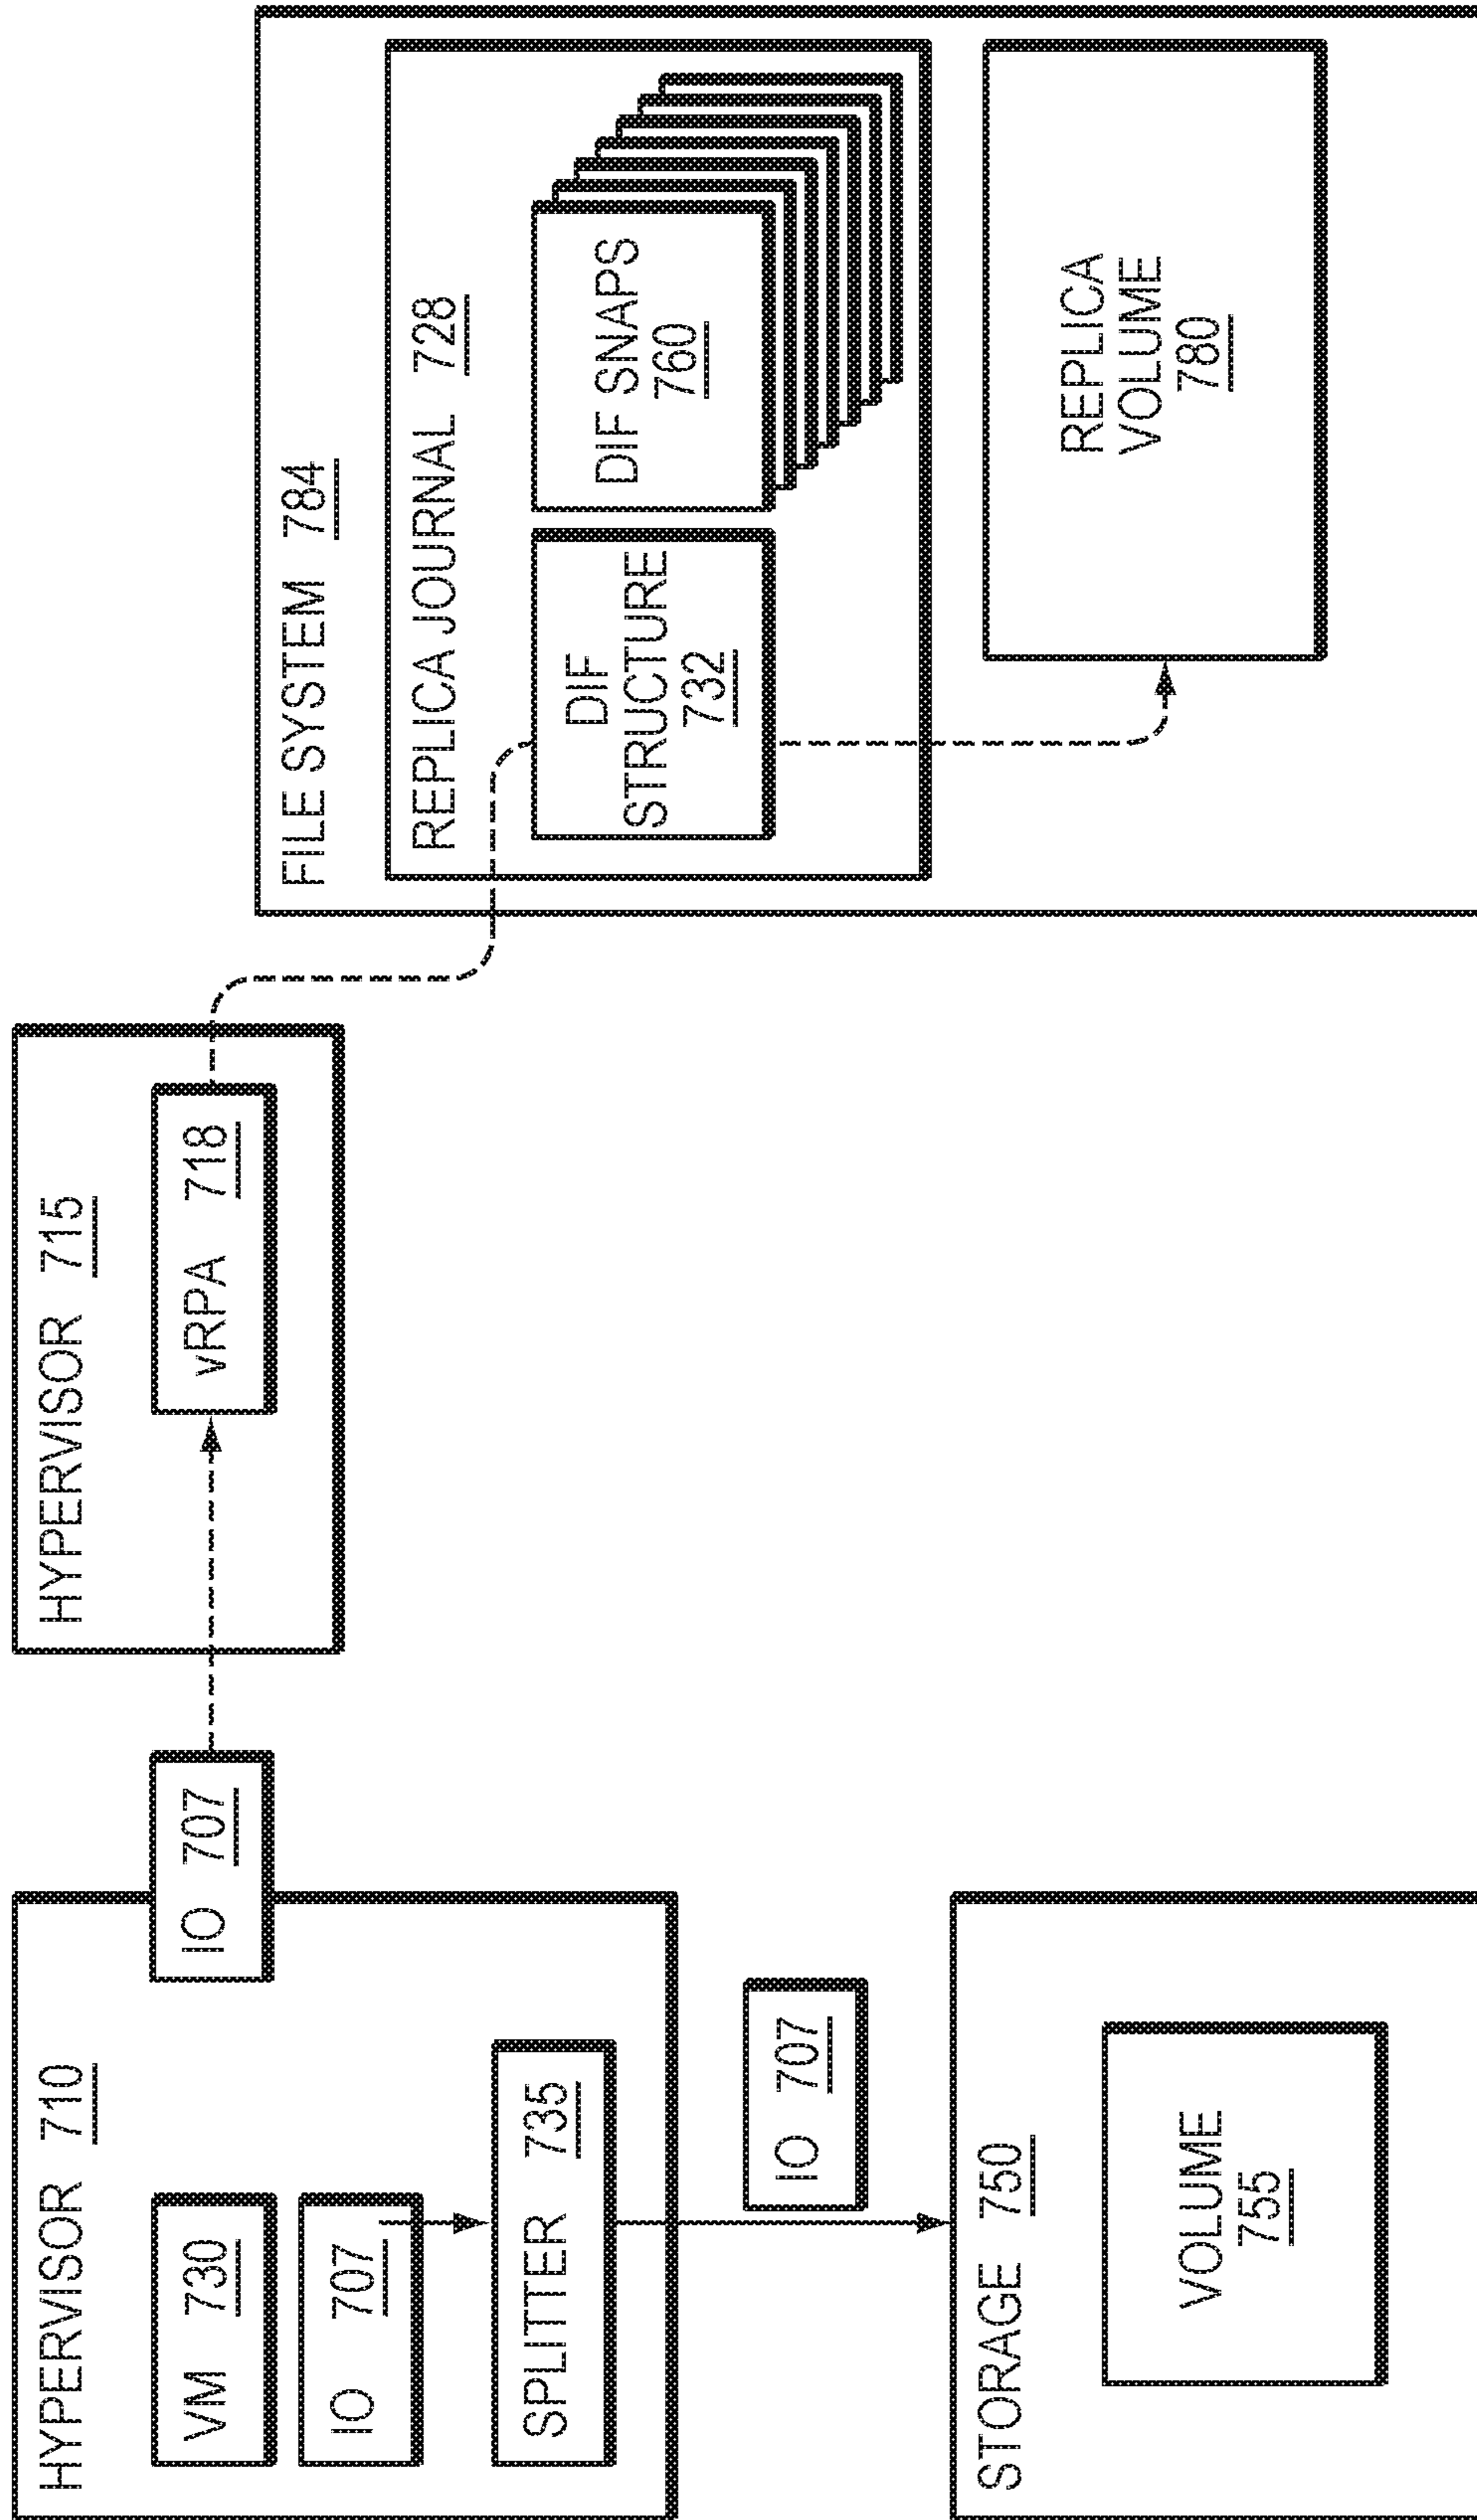 HYPERVISOR 710
VM 730
IO 707
SPLITTER 735
IO 707
IO 707
STORAGE 750
VOLUME
755
HYPERVISOR 715
vRPA 718
FILE SYSTEM 784
REPLICA JOURNAL 728
DIF
STRUCTURE
732
DIF SNAPS
760
REPLICA
VOLUME
780